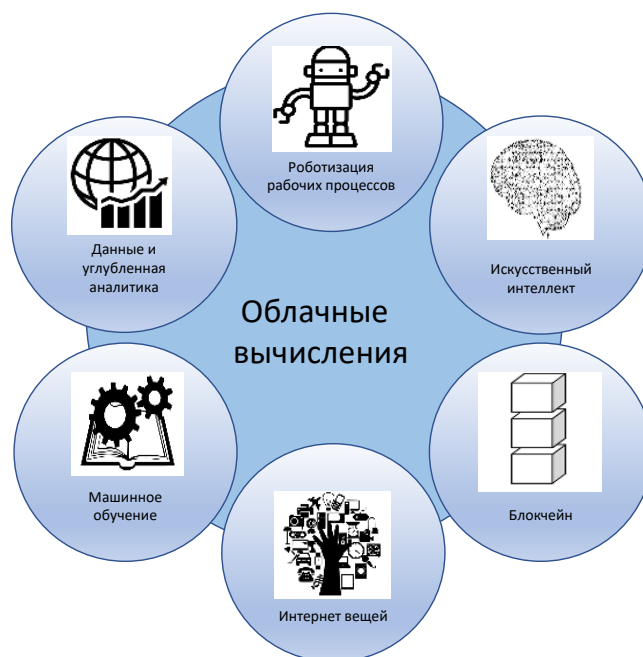 Роботизация
рабочих процессов
Данные и
углубленная
аналитика
Искусственный
интеллект
Облачные
вычисления
Машинное
обучение
Блокчейн
Интернет вещей